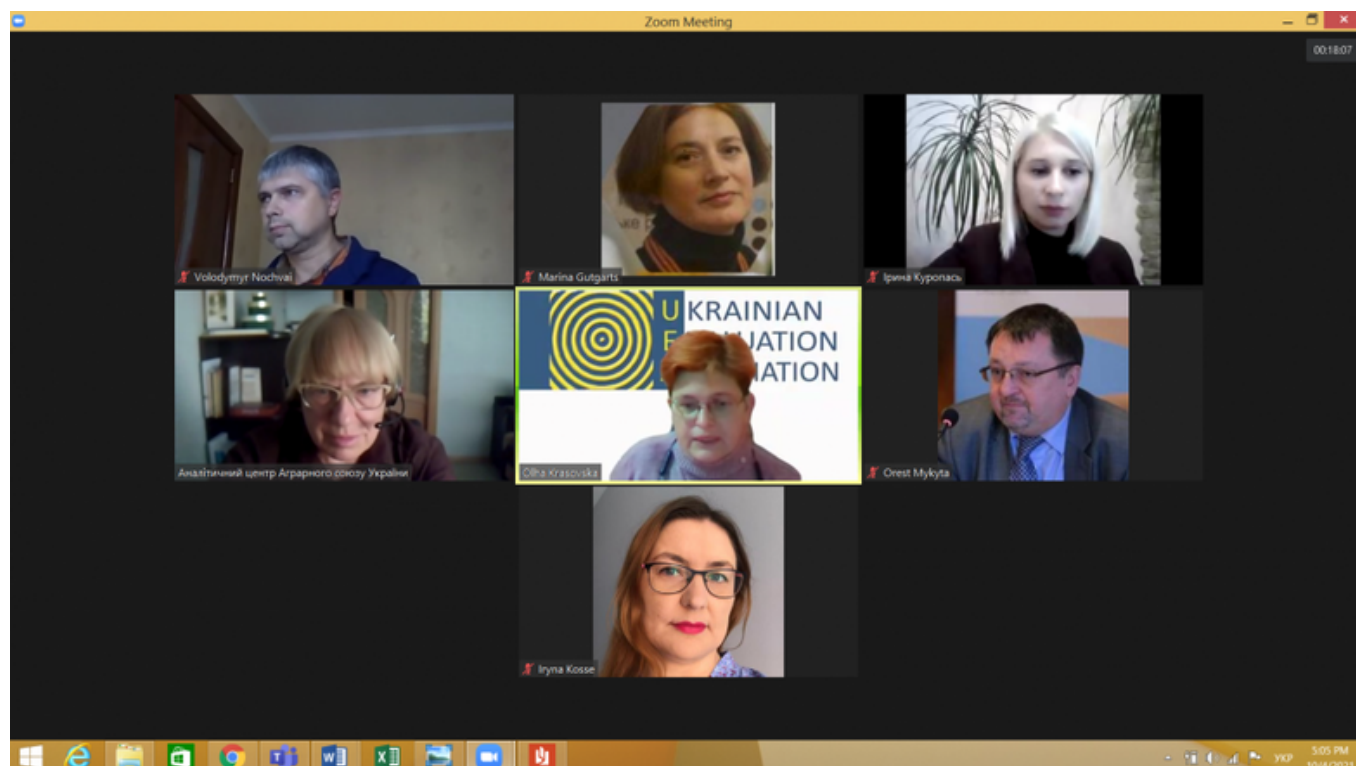 Zoom Meeting
00:18:07
Volodymyr Nochvai
Marina Gutgarts
Ірина Куропась
UKRAINIAN
E UATION
IATION
Аналітичний центр Аграрного союзу України
Olha Krasovska
Orest Mykyta
Iryna Kosse
УКР
5:05 PM